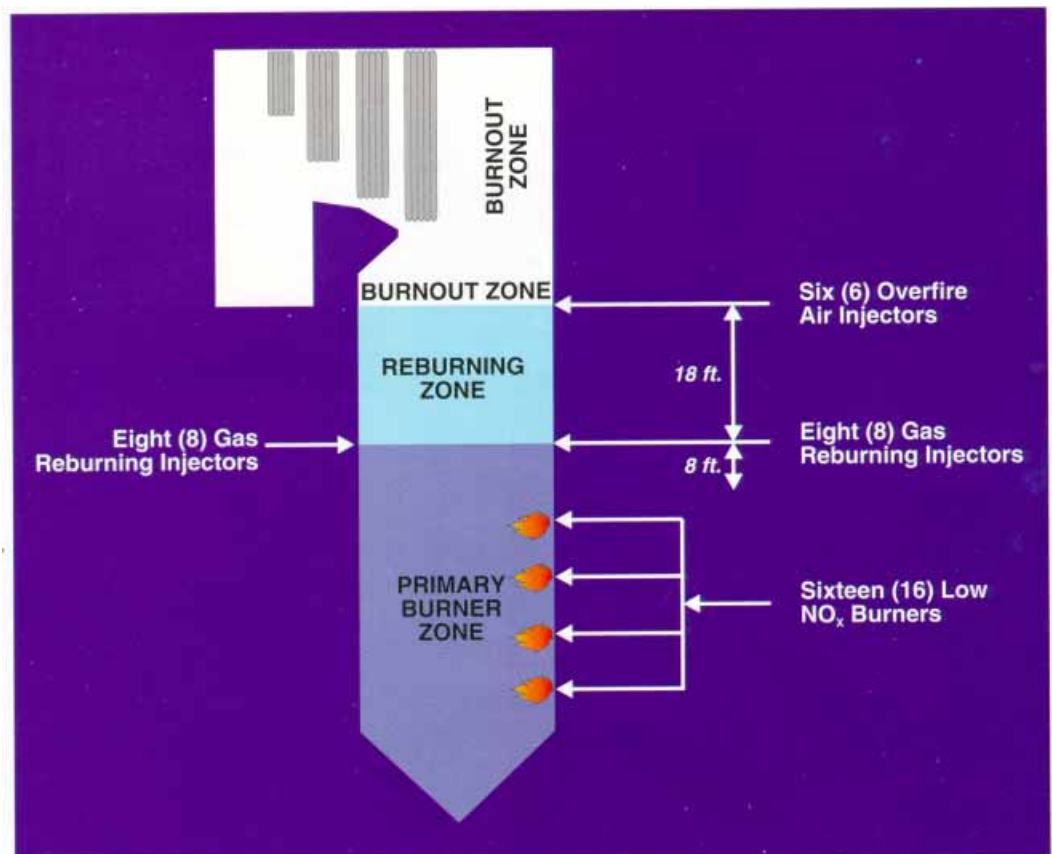 BURNOUT
ZONE
BURNOUT ZONE
Six (6) Overfire
Air Injectors
REBURNING
ZONE
18 ft.
Eight (8) Gas
Reburning Injectors
Eight (8) Gas
Reburning Injectors
8 ft.
PRIMARY
BURNER
ZONE
Sixteen (16) Low
NOx Burners